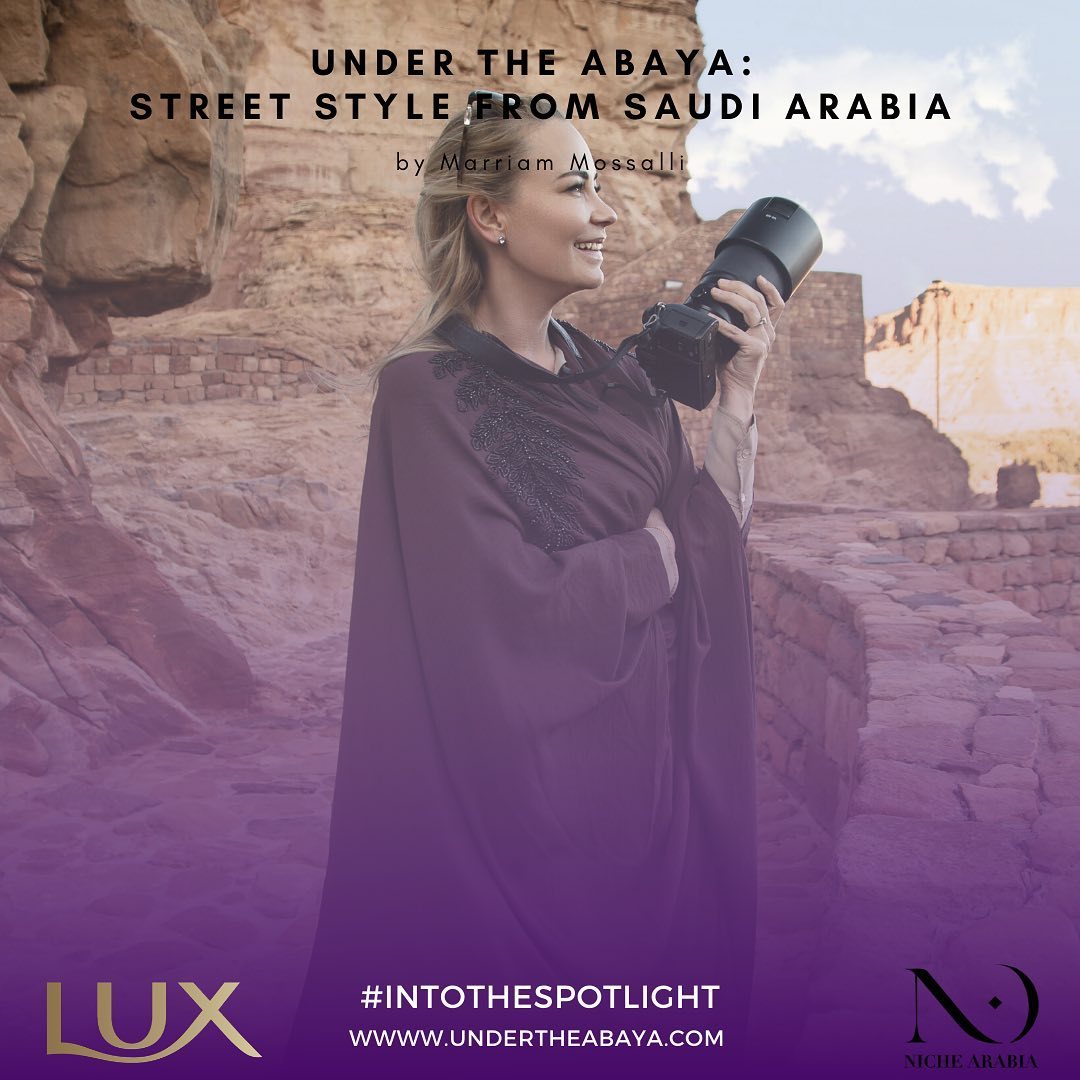 UNDER THE ABAYA:
STREET STYLE FROM SAUDI ARABIA
by Marriam Mossalli
LUX
#INTOTHESPOTLIGHT
WWWW.UNDERTHEABAYA.COM
NICHE ARABIA